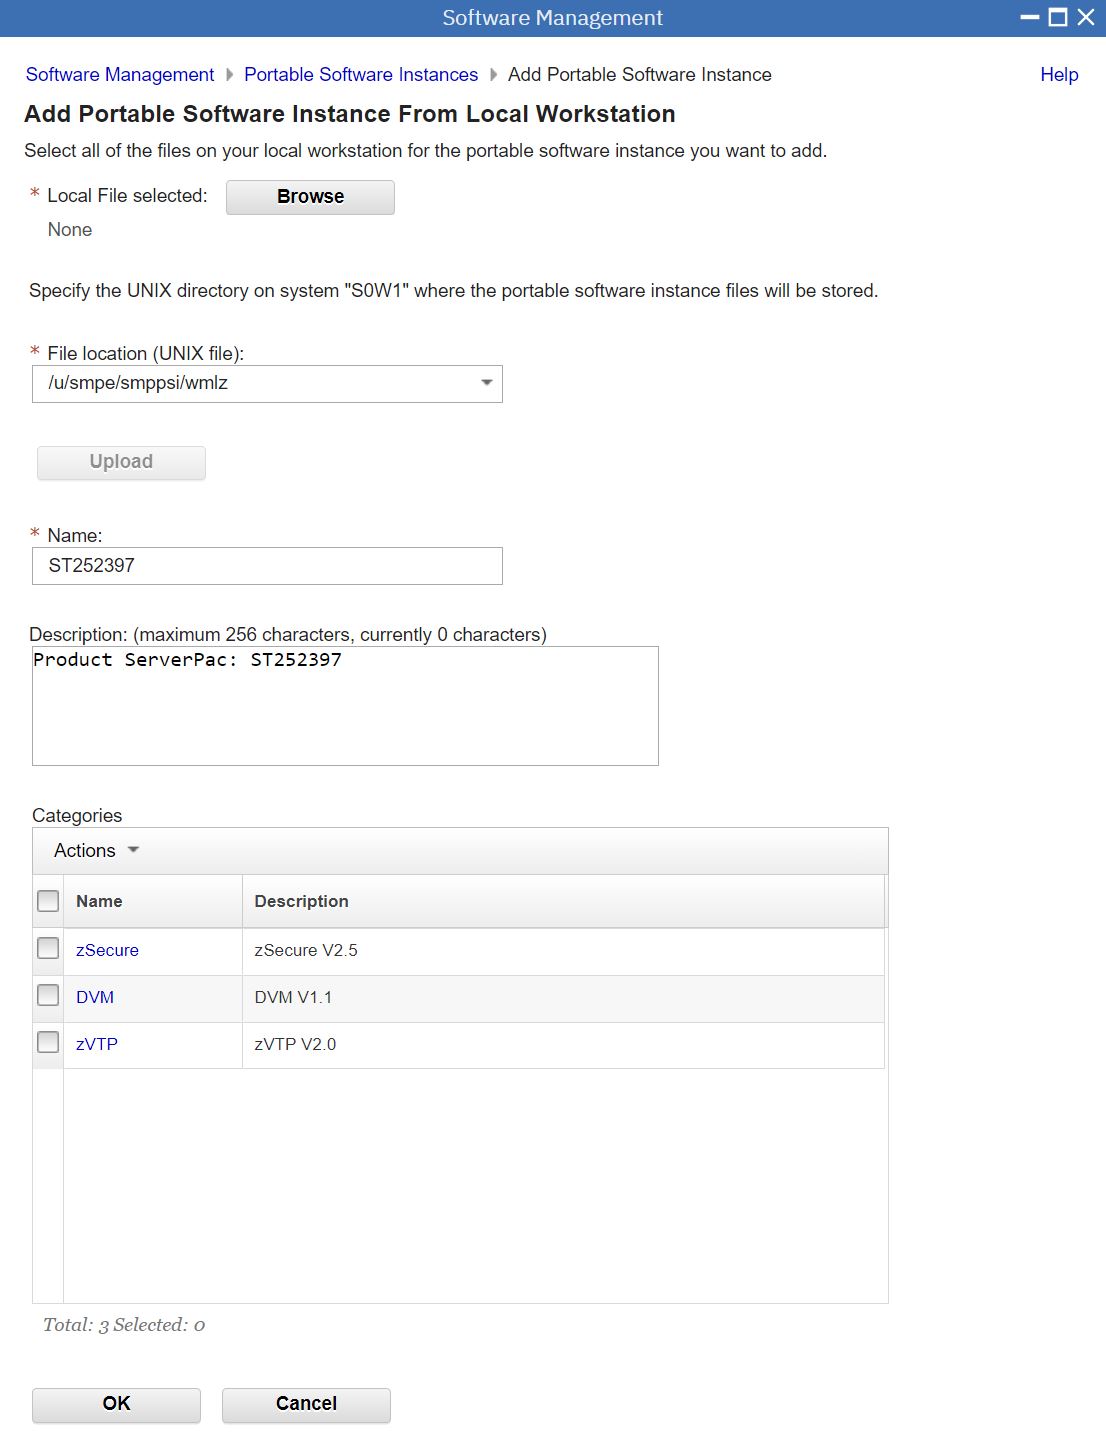 Software Management
Software Management Portable Software Instances Add Portable Software Instance Help
Add Portable Software Instance From Local Workstation
Select all of the files on your local workstation for the portable software instance you want to add.
* Local File selected: Browse
None
Specify the UNIX directory on system "S0W1" where the portable software instance files will be stored.
* File location (UNIX file):
/u/smpe/smppsi/wmlz
Upload
* Name:
ST252397
Description: (maximum 256 characters, currently 0 characters)
Product ServerPac: ST252397
Categories
Actions
Name Description
zSecure zSecure V2.5
DVM DVM V1.1
zVTP zVTP V2.0
Total: 3 Selected: 0
OK Cancel